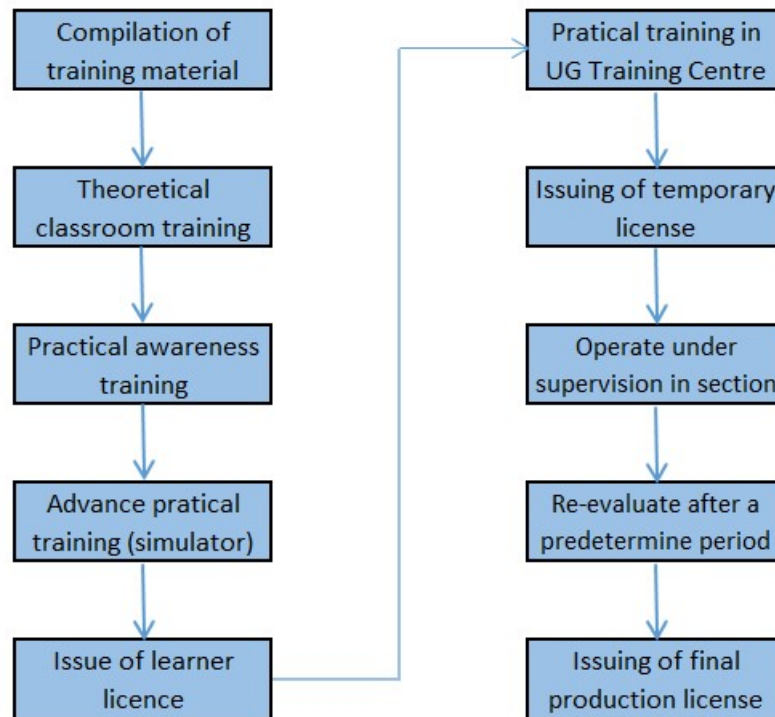 Compilation of
training material
Theoretical
classroom training
Practical awareness
training
Advance pratical
training (simulator)
Issue of learner
licence
Pratical training in
UG Training Centre
Issuing of temporary
license
Operate under
supervision in section
Re-evaluate after a
predetermine period
Issuing of final
production license